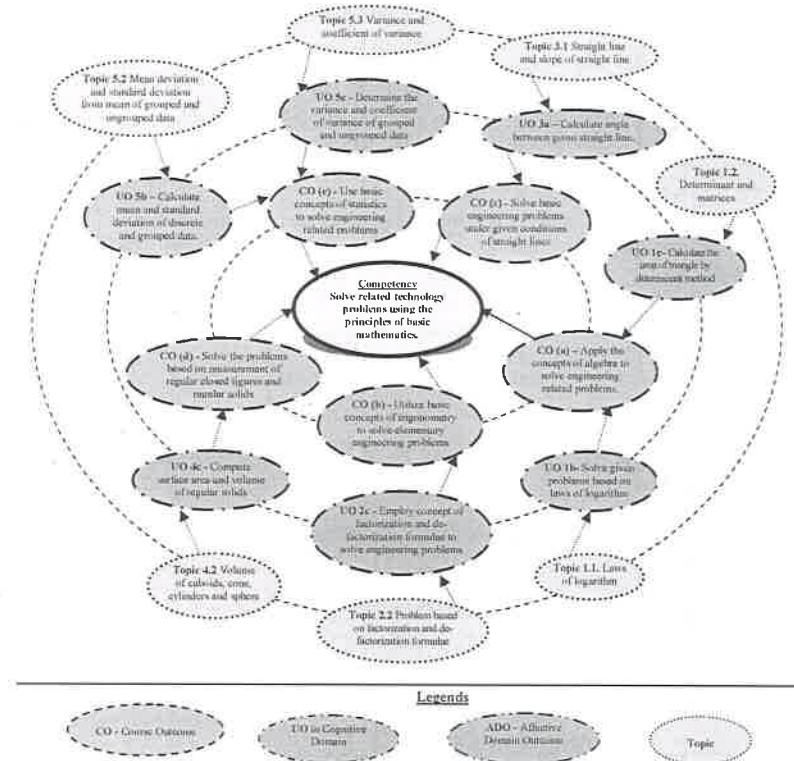 Topic 5.3 Variance and
coefficient of variance
Topic 3.1 Straight line
and slope of straight line
Topic 5.2 Mean deviation
and standard deviation
from mean of grouped and
ungrouped data
UO 5c - Determine the
variance and coefficient
of variance of grouped
and ungrouped data
UO 3a – Calculate angle
between given straight line.
Topic 1.2.
Determinant and
matrices
UO 5b – Calculate
mean and standard
deviation of discrete
and grouped data.
CO (e) - Use basic
concepts of statistics
to solve engineering
related problems
CO (c) - Solve basic
engineering problems
under given conditions
of straight lines
UO 1c- Calculate the
area of triangle by
determinant method
Competency
Solve related technology
problems using the
principles of basic
mathematics.
CO (d) - Solve the problems
based on measurement of
regular closed figures and
regular solids
CO (a) – Apply the
concepts of algebra to
solve engineering
related problems.
CO (b) - Utilize basic
concepts of trigonometry
to solve elementary
engineering problems
UO 4c - Compute
surface area and volume
of regular solids
UO 1b- Solve given
problems based on
laws of logarithm
UO 2c - Employ concept of
factorization and de-
factorization formulae to
solve engineering problems
Topic 4.2 Volume
of cuboids, cone,
cylinders and sphere
Topic 1.1. Laws
of logarithm
Topic 2.2 Problem based
on factorization and de-
factorization formulae
Legends
CO - Course Outcome
UO in Cognitive
Domain
ADO - Affective
Domain Outcome
Topic